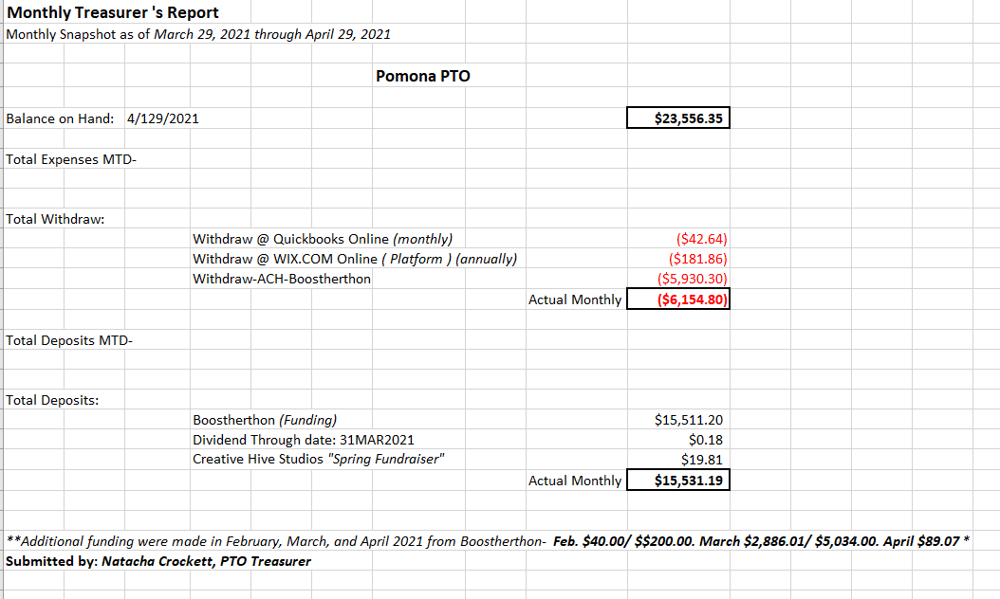 Monthly Treasurer 's Report
Monthly Snapshot as of March 29, 2021 through April 29, 2021
Pomona PTO
Balance on Hand: 4/129/2021 $23,556.35
Total Expenses MTD-
Total Withdraw:
Withdraw @ Quickbooks Online (monthly) ($42.64)
Withdraw @ WIX.COM Online ( Platform ) (annually) ($181.86)
Withdraw-ACH-Boostherthon ($5,930.30)
Actual Monthly ($6,154.80)
Total Deposits MTD-
Total Deposits:
Boostherthon (Funding) $15,511.20
Dividend Through date: 31MAR2021 $0.18
Creative Hive Studios "Spring Fundraiser" $19.81
Actual Monthly $15,531.19
**Additional funding were made in February, March, and April 2021 from Boostherthon- Feb. $40.00/ $$200.00. March $2,886.01/ $5,034.00. April $89.07 *
Submitted by: Natacha Crockett, PTO Treasurer